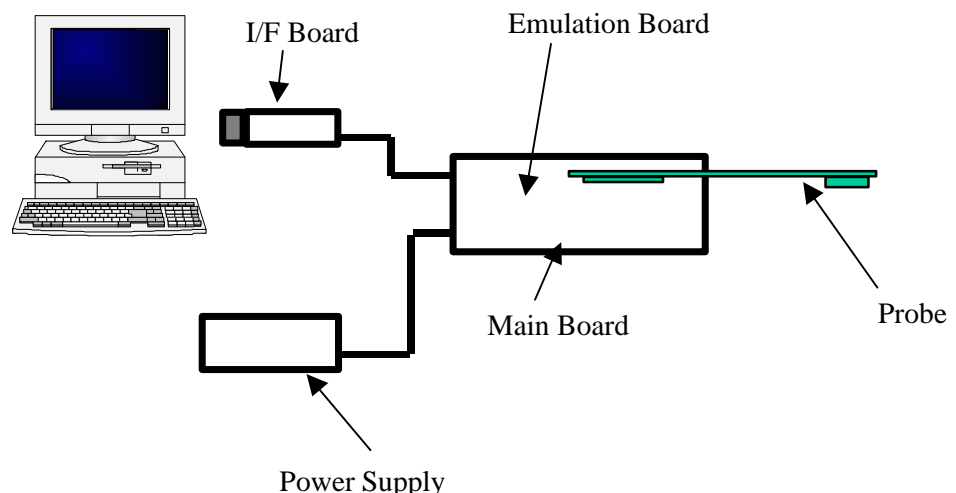 I/F Board
Emulation Board
Main Board
Probe
Power Supply